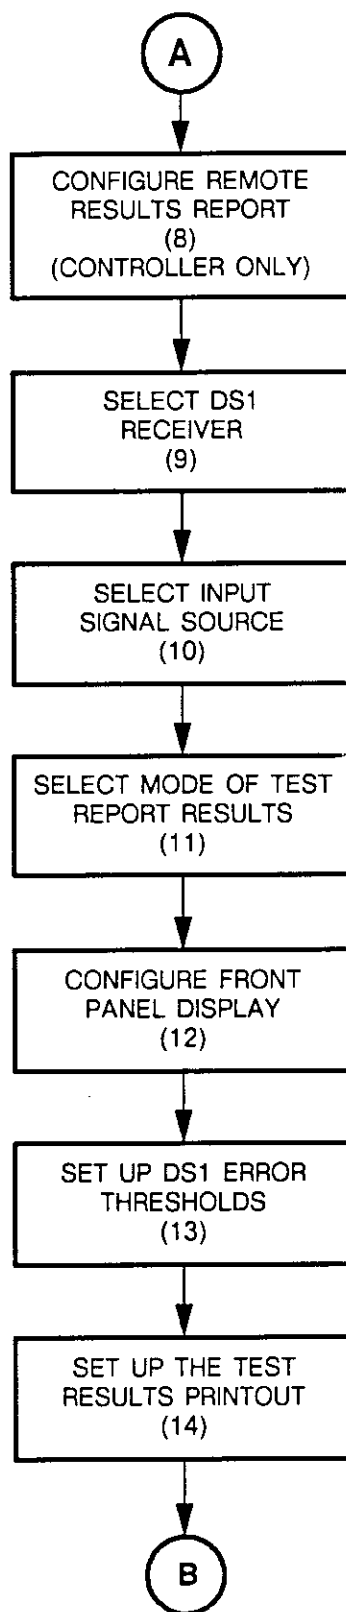 A
CONFIGURE REMOTE
RESULTS REPORT
(8)
(CONTROLLER ONLY)
SELECT DS1
RECEIVER
(9)
SELECT INPUT
SIGNAL SOURCE
(10)
SELECT MODE OF TEST
REPORT RESULTS
(11)
CONFIGURE FRONT
PANEL DISPLAY
(12)
SET UP DS1 ERROR
THRESHOLDS
(13)
SET UP THE TEST
RESULTS PRINTOUT
(14)
B